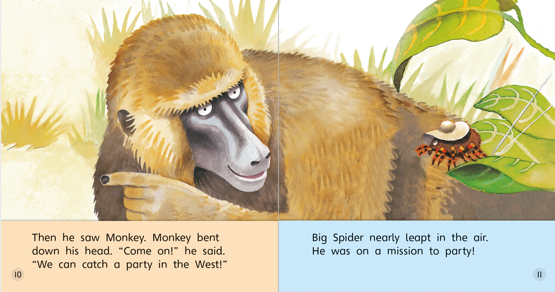 Then he saw Monkey. Monkey bent
down his head. “Come on!” he said.
“We can catch a party in the West!”
10
Big Spider nearly leapt in the air.
He was on a mission to party!
11